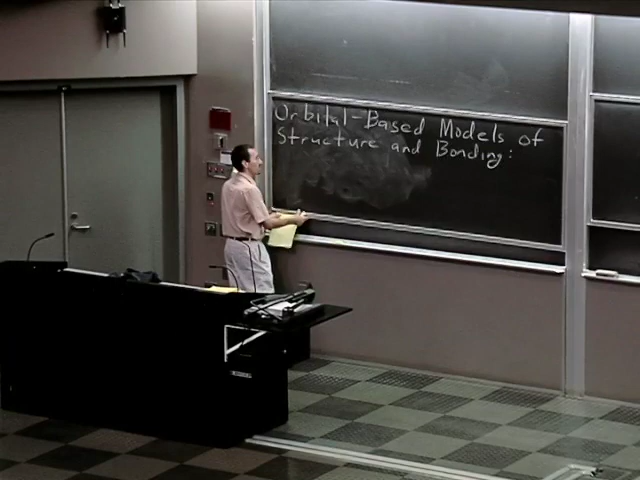 Orbital-Based Models of
Structure and Bonding: